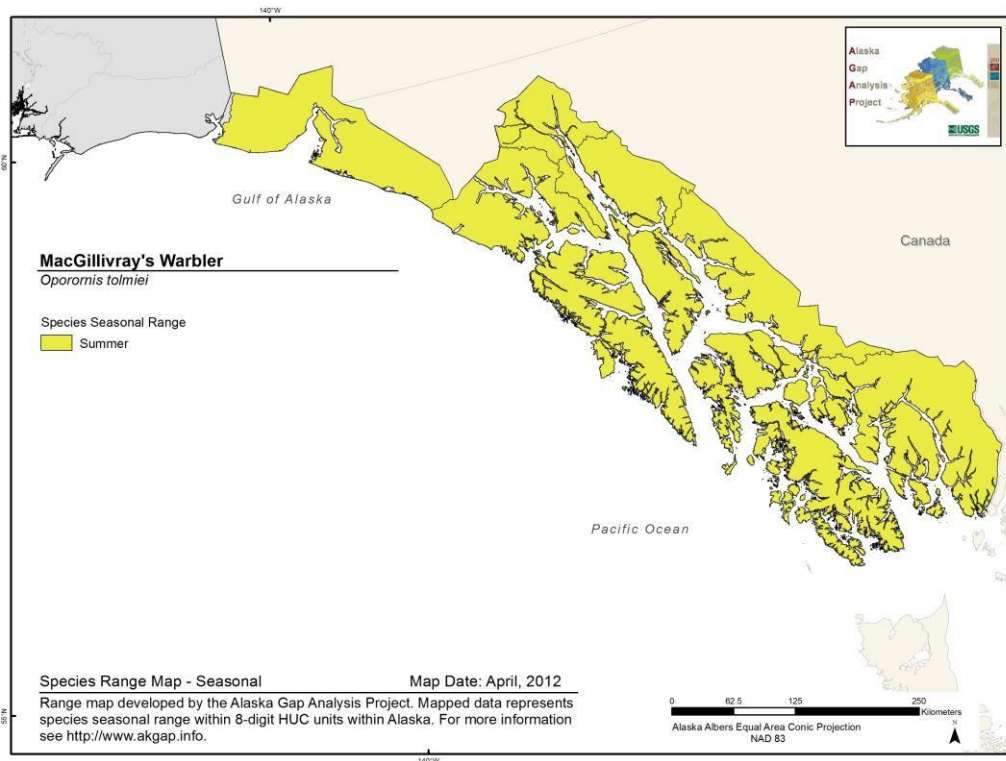 140°W
Alaska
Gap
Analysis
Project
USGS
60°N
Gulf of Alaska
Canada
MacGillivray's Warbler
Oporornis tolmiei
Species Seasonal Range
Summer
Pacific Ocean
Species Range Map - Seasonal Map Date: April, 2012
Range map developed by the Alaska Gap Analysis Project. Mapped data represents
species seasonal range within 8-digit HUC units within Alaska. For more information
see http://www.akgap.info.
0 62.5 125 250
Kilometers
Alaska Albers Equal Area Conic Projection
NAD 83
N
55°N
140°W